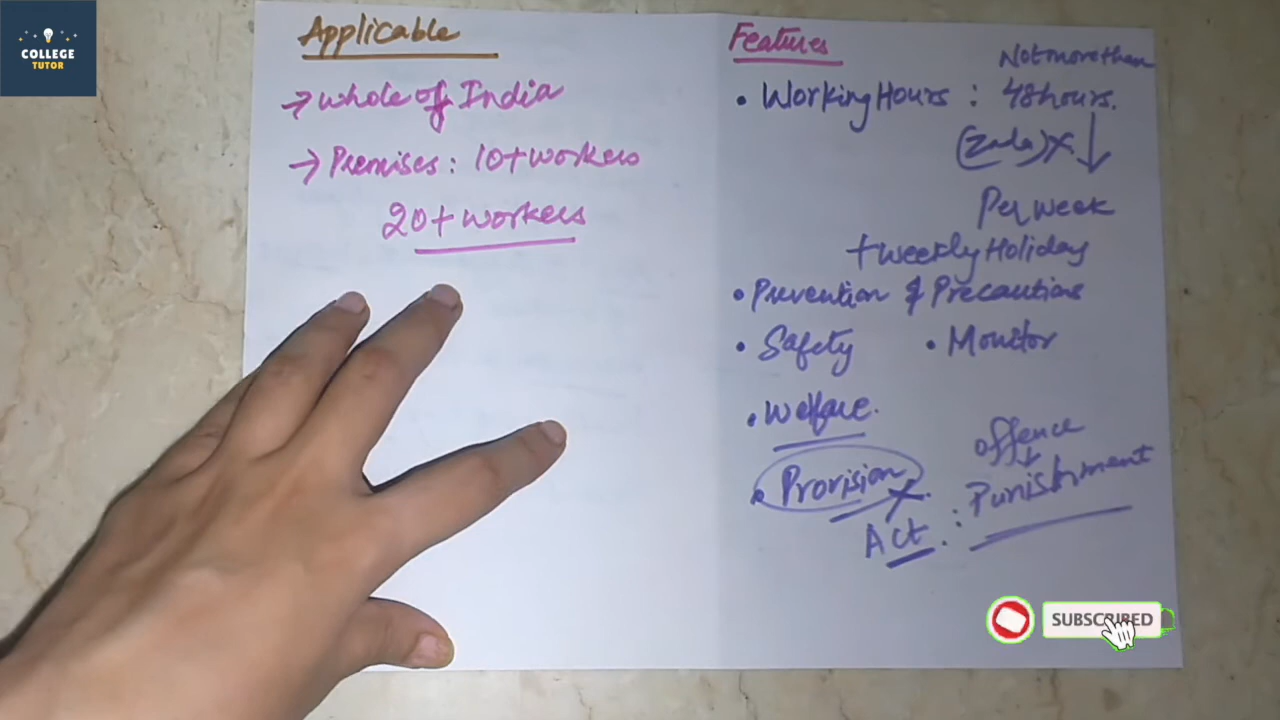 COLLEGE
TUTOR
Applicable
→ Whole of India
→ Premises : 10+ workers
20+ workers
Features
Not more than
• Working Hours : 48 hours.
(Zada) ×
Per week
+ weekly Holiday
• Prevention & Precautions
• Safety • Monitor
• Welfare.
offence
• Provision ×. : Punishment
Act.
SUBSCRIBED